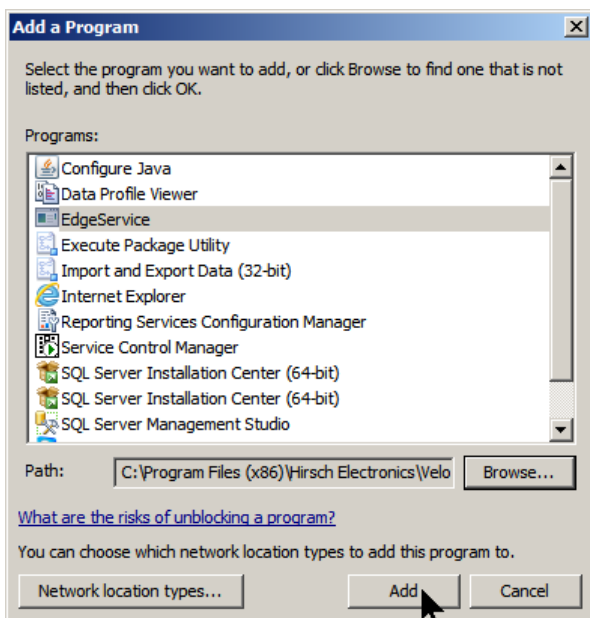 Add a Program
Select the program you want to add, or click Browse to find one that is not
listed, and then click OK.
Programs:
Configure Java
Data Profile Viewer
EdgeService
Execute Package Utility
Import and Export Data (32-bit)
Internet Explorer
Reporting Services Configuration Manager
Service Control Manager
SQL Server Installation Center (64-bit)
SQL Server Installation Center (64-bit)
SQL Server Management Studio
Path: C:\Program Files (x86)\Hirsch Electronics\Velo Browse...
What are the risks of unblocking a program?
You can choose which network location types to add this program to.
Network location types... Add Cancel